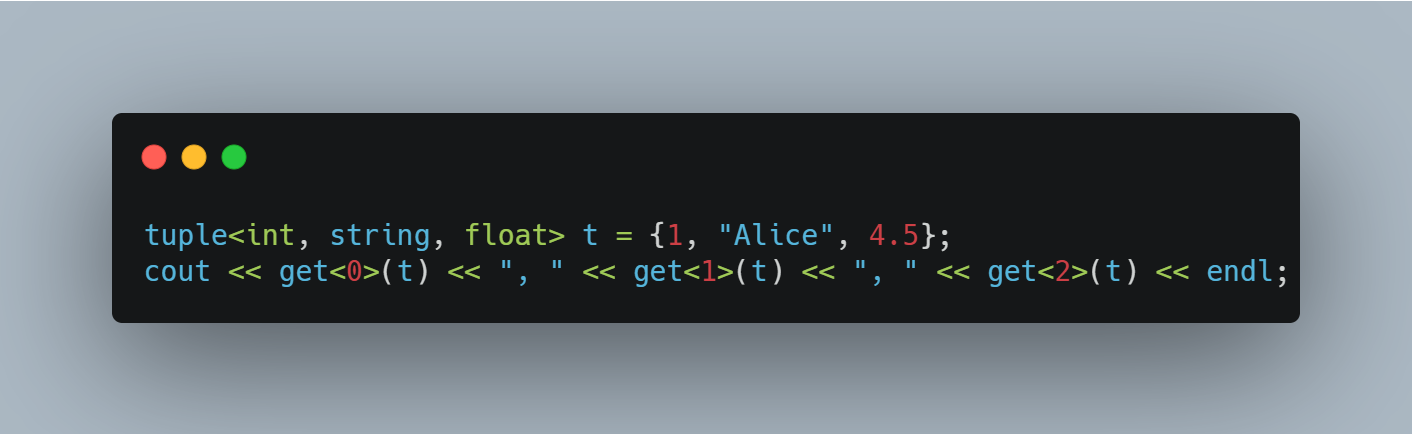 tuple<int, string, float> t = {1, "Alice", 4.5};
cout << get<0>(t) << ", " << get<1>(t) << ", " << get<2>(t) << endl;